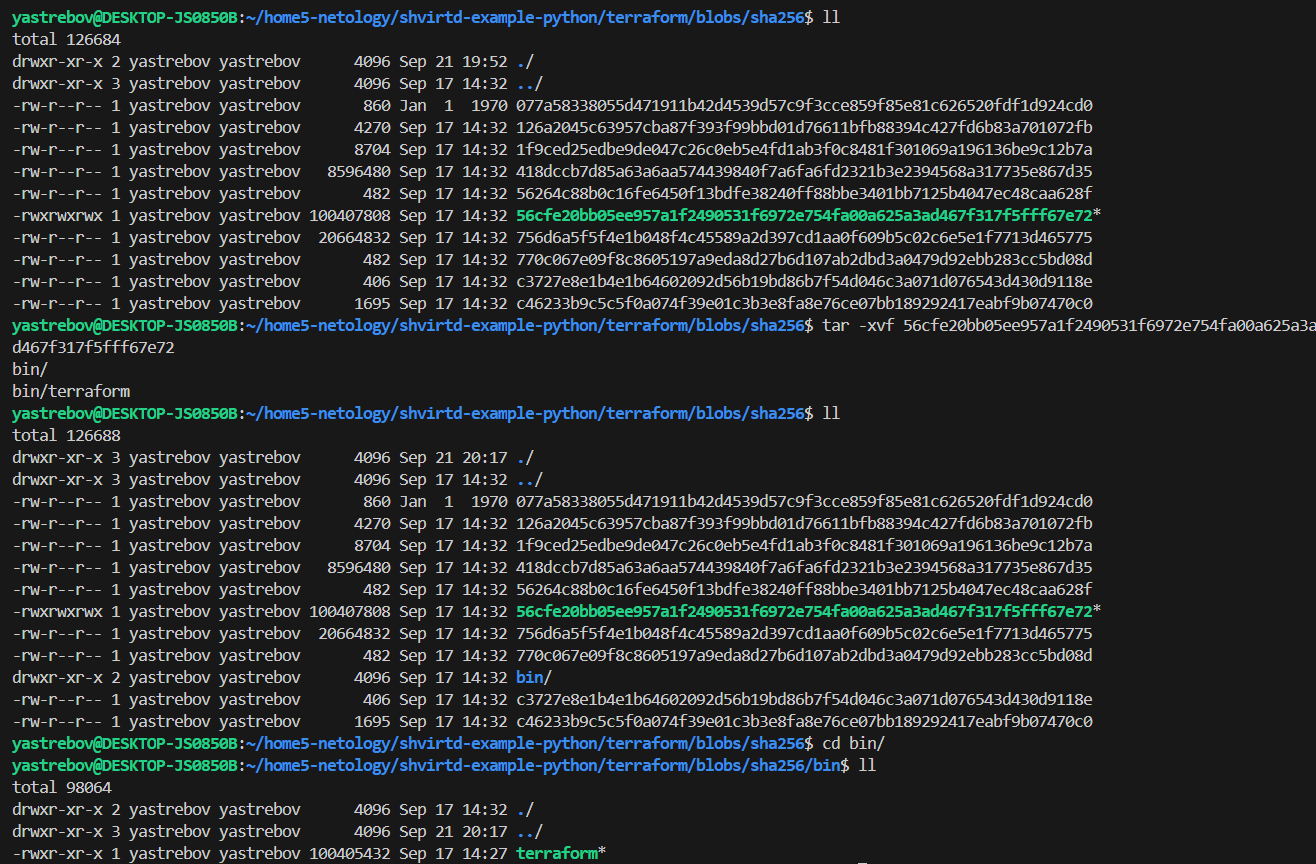 yastrebov@DESKTOP-JS0850B:~/home5-netology/shvirtd-example-python/terraform/blobs/sha256$ ll
total 126684
drwxr-xr-x 2 yastrebov yastrebov      4096 Sep 21 19:52 ./
drwxr-xr-x 3 yastrebov yastrebov      4096 Sep 17 14:32 ../
-rw-r--r-- 1 yastrebov yastrebov       860 Jan  1  1970 077a58338055d471911b42d4539d57c9f3cce859f85e81c626520fdf1d924cd0
-rw-r--r-- 1 yastrebov yastrebov      4270 Sep 17 14:32 126a2045c63957cba87f393f99bbd01d76611bfb88394c427fd6b83a701072fb
-rw-r--r-- 1 yastrebov yastrebov      8704 Sep 17 14:32 1f9ced25edbe9de047c26c0eb5e4fd1ab3f0c8481f301069a196136be9c12b7a
-rw-r--r-- 1 yastrebov yastrebov   8596480 Sep 17 14:32 418dccb7d85a63a6aa574439840f7a6fa6fd2321b3e2394568a317735e867d35
-rw-r--r-- 1 yastrebov yastrebov       482 Sep 17 14:32 56264c88b0c16fe6450f13bdfe38240ff88bbe3401bb7125b4047ec48caa628f
-rwxrwxrwx 1 yastrebov yastrebov 100407808 Sep 17 14:32 56cfe20bb05ee957a1f2490531f6972e754fa00a625a3ad467f317f5fff67e72*
-rw-r--r-- 1 yastrebov yastrebov  20664832 Sep 17 14:32 756d6a5f5f4e1b048f4c45589a2d397cd1aa0f609b5c02c6e5e1f7713d465775
-rw-r--r-- 1 yastrebov yastrebov       482 Sep 17 14:32 770c067e09f8c8605197a9eda8d27b6d107ab2dbd3a0479d92ebb283cc5bd08d
-rw-r--r-- 1 yastrebov yastrebov       406 Sep 17 14:32 c3727e8e1b4e1b64602092d56b19bd86b7f54d046c3a071d076543d430d9118e
-rw-r--r-- 1 yastrebov yastrebov      1695 Sep 17 14:32 c46233b9c5c5f0a074f39e01c3b3e8fa8e76ce07bb189292417eabf9b07470c0
yastrebov@DESKTOP-JS0850B:~/home5-netology/shvirtd-example-python/terraform/blobs/sha256$ tar -xvf 56cfe20bb05ee957a1f2490531f6972e754fa00a625a3a
d467f317f5fff67e72
bin/
bin/terraform
yastrebov@DESKTOP-JS0850B:~/home5-netology/shvirtd-example-python/terraform/blobs/sha256$ ll
total 126688
drwxr-xr-x 3 yastrebov yastrebov      4096 Sep 21 20:17 ./
drwxr-xr-x 3 yastrebov yastrebov      4096 Sep 17 14:32 ../
-rw-r--r-- 1 yastrebov yastrebov       860 Jan  1  1970 077a58338055d471911b42d4539d57c9f3cce859f85e81c626520fdf1d924cd0
-rw-r--r-- 1 yastrebov yastrebov      4270 Sep 17 14:32 126a2045c63957cba87f393f99bbd01d76611bfb88394c427fd6b83a701072fb
-rw-r--r-- 1 yastrebov yastrebov      8704 Sep 17 14:32 1f9ced25edbe9de047c26c0eb5e4fd1ab3f0c8481f301069a196136be9c12b7a
-rw-r--r-- 1 yastrebov yastrebov   8596480 Sep 17 14:32 418dccb7d85a63a6aa574439840f7a6fa6fd2321b3e2394568a317735e867d35
-rw-r--r-- 1 yastrebov yastrebov       482 Sep 17 14:32 56264c88b0c16fe6450f13bdfe38240ff88bbe3401bb7125b4047ec48caa628f
-rwxrwxrwx 1 yastrebov yastrebov 100407808 Sep 17 14:32 56cfe20bb05ee957a1f2490531f6972e754fa00a625a3ad467f317f5fff67e72*
-rw-r--r-- 1 yastrebov yastrebov  20664832 Sep 17 14:32 756d6a5f5f4e1b048f4c45589a2d397cd1aa0f609b5c02c6e5e1f7713d465775
-rw-r--r-- 1 yastrebov yastrebov       482 Sep 17 14:32 770c067e09f8c8605197a9eda8d27b6d107ab2dbd3a0479d92ebb283cc5bd08d
drwxr-xr-x 2 yastrebov yastrebov      4096 Sep 17 14:32 bin/
-rw-r--r-- 1 yastrebov yastrebov       406 Sep 17 14:32 c3727e8e1b4e1b64602092d56b19bd86b7f54d046c3a071d076543d430d9118e
-rw-r--r-- 1 yastrebov yastrebov      1695 Sep 17 14:32 c46233b9c5c5f0a074f39e01c3b3e8fa8e76ce07bb189292417eabf9b07470c0
yastrebov@DESKTOP-JS0850B:~/home5-netology/shvirtd-example-python/terraform/blobs/sha256$ cd bin/
yastrebov@DESKTOP-JS0850B:~/home5-netology/shvirtd-example-python/terraform/blobs/sha256/bin$ ll
total 98064
drwxr-xr-x 2 yastrebov yastrebov      4096 Sep 17 14:32 ./
drwxr-xr-x 3 yastrebov yastrebov      4096 Sep 21 20:17 ../
-rwxr-xr-x 1 yastrebov yastrebov 100405432 Sep 17 14:27 terraform*